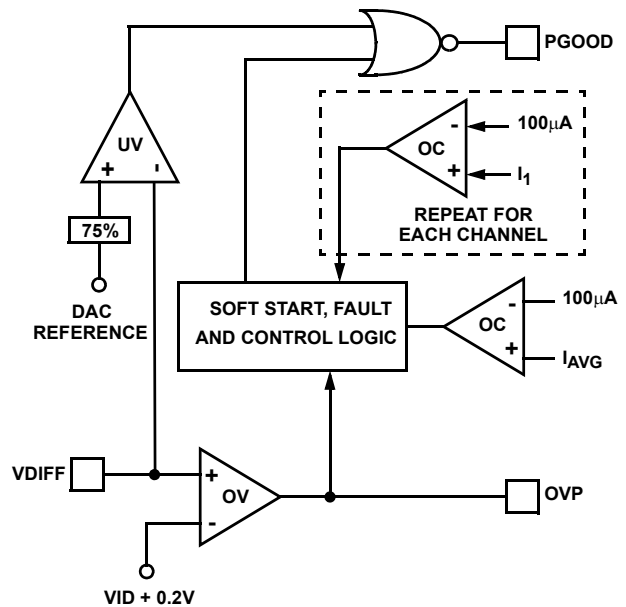 PGOOD
100µA
-
OC
+
I1
REPEAT FOR
EACH CHANNEL
UV
+ -
75%
DAC
REFERENCE
SOFT START, FAULT
AND CONTROL LOGIC
100µA
-
OC
+
IAVG
VDIFF
+
OV
-
OVP
VID + 0.2V